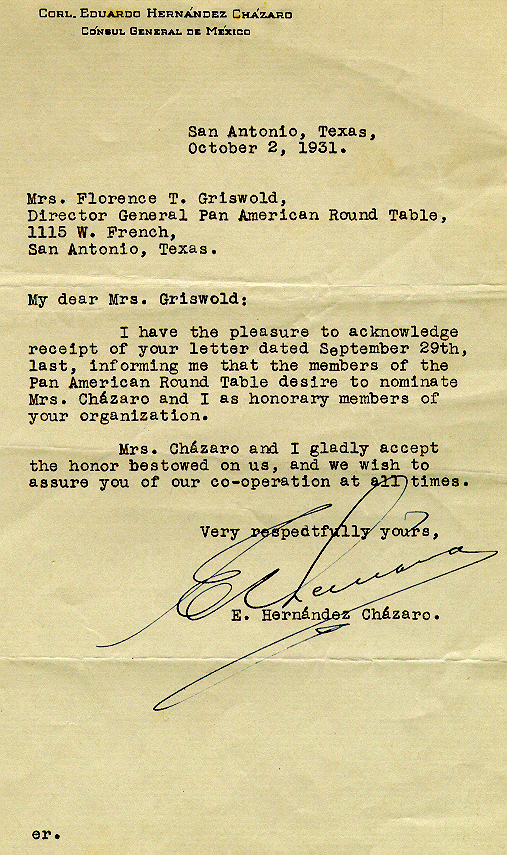 Corl. Eduardo Hernández Cházaro
Cónsul General de México
San Antonio, Texas,
October 2, 1931.
Mrs. Florence T. Griswold,
Director General Pan American Round Table,
1115 W. French,
San Antonio, Texas.
My dear Mrs. Griswold:
I have the pleasure to acknowledge
receipt of your letter dated September 29th,
last, informing me that the members of the
Pan American Round Table desire to nominate
Mrs. Cházaro and I as honorary members of
your organization.
Mrs. Cházaro and I gladly accept
the honor bestowed on us, and we wish to
assure you of our co-operation at all times.
Very respedtfully yours,
E. Hernández Cházaro.
er.